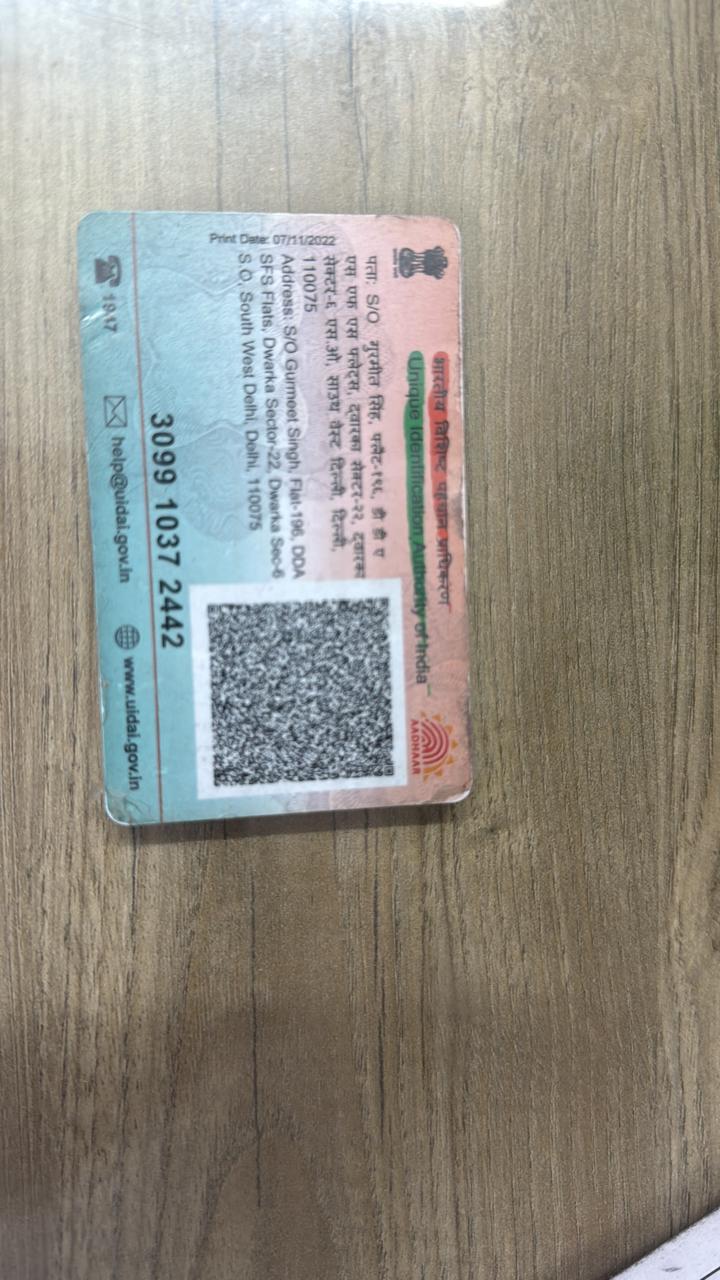 भारतीय विशिष्ट पहचान प्राधिकरण
Unique Identification Authority of India
AADHAAR
Print Date: 07/11/2022
पता: S/O गुरमीत सिंह, फ्लैट-१९६, डी डी ए
एस एफ एस फ्लैट्स, द्वारका सेक्टर-२२, द्वारका
सेक्टर-६ एस.ओ, साउथ वेस्ट दिल्ली, दिल्ली,
110075
Address: S/O Gurmeet Singh, Flat-196, DDA
SFS Flats, Dwarka Sector-22, Dwarka Sec-6
S.O, South West Delhi, Delhi, 110075
3099 1037 2442
1947 help@uidai.gov.in www.uidai.gov.in